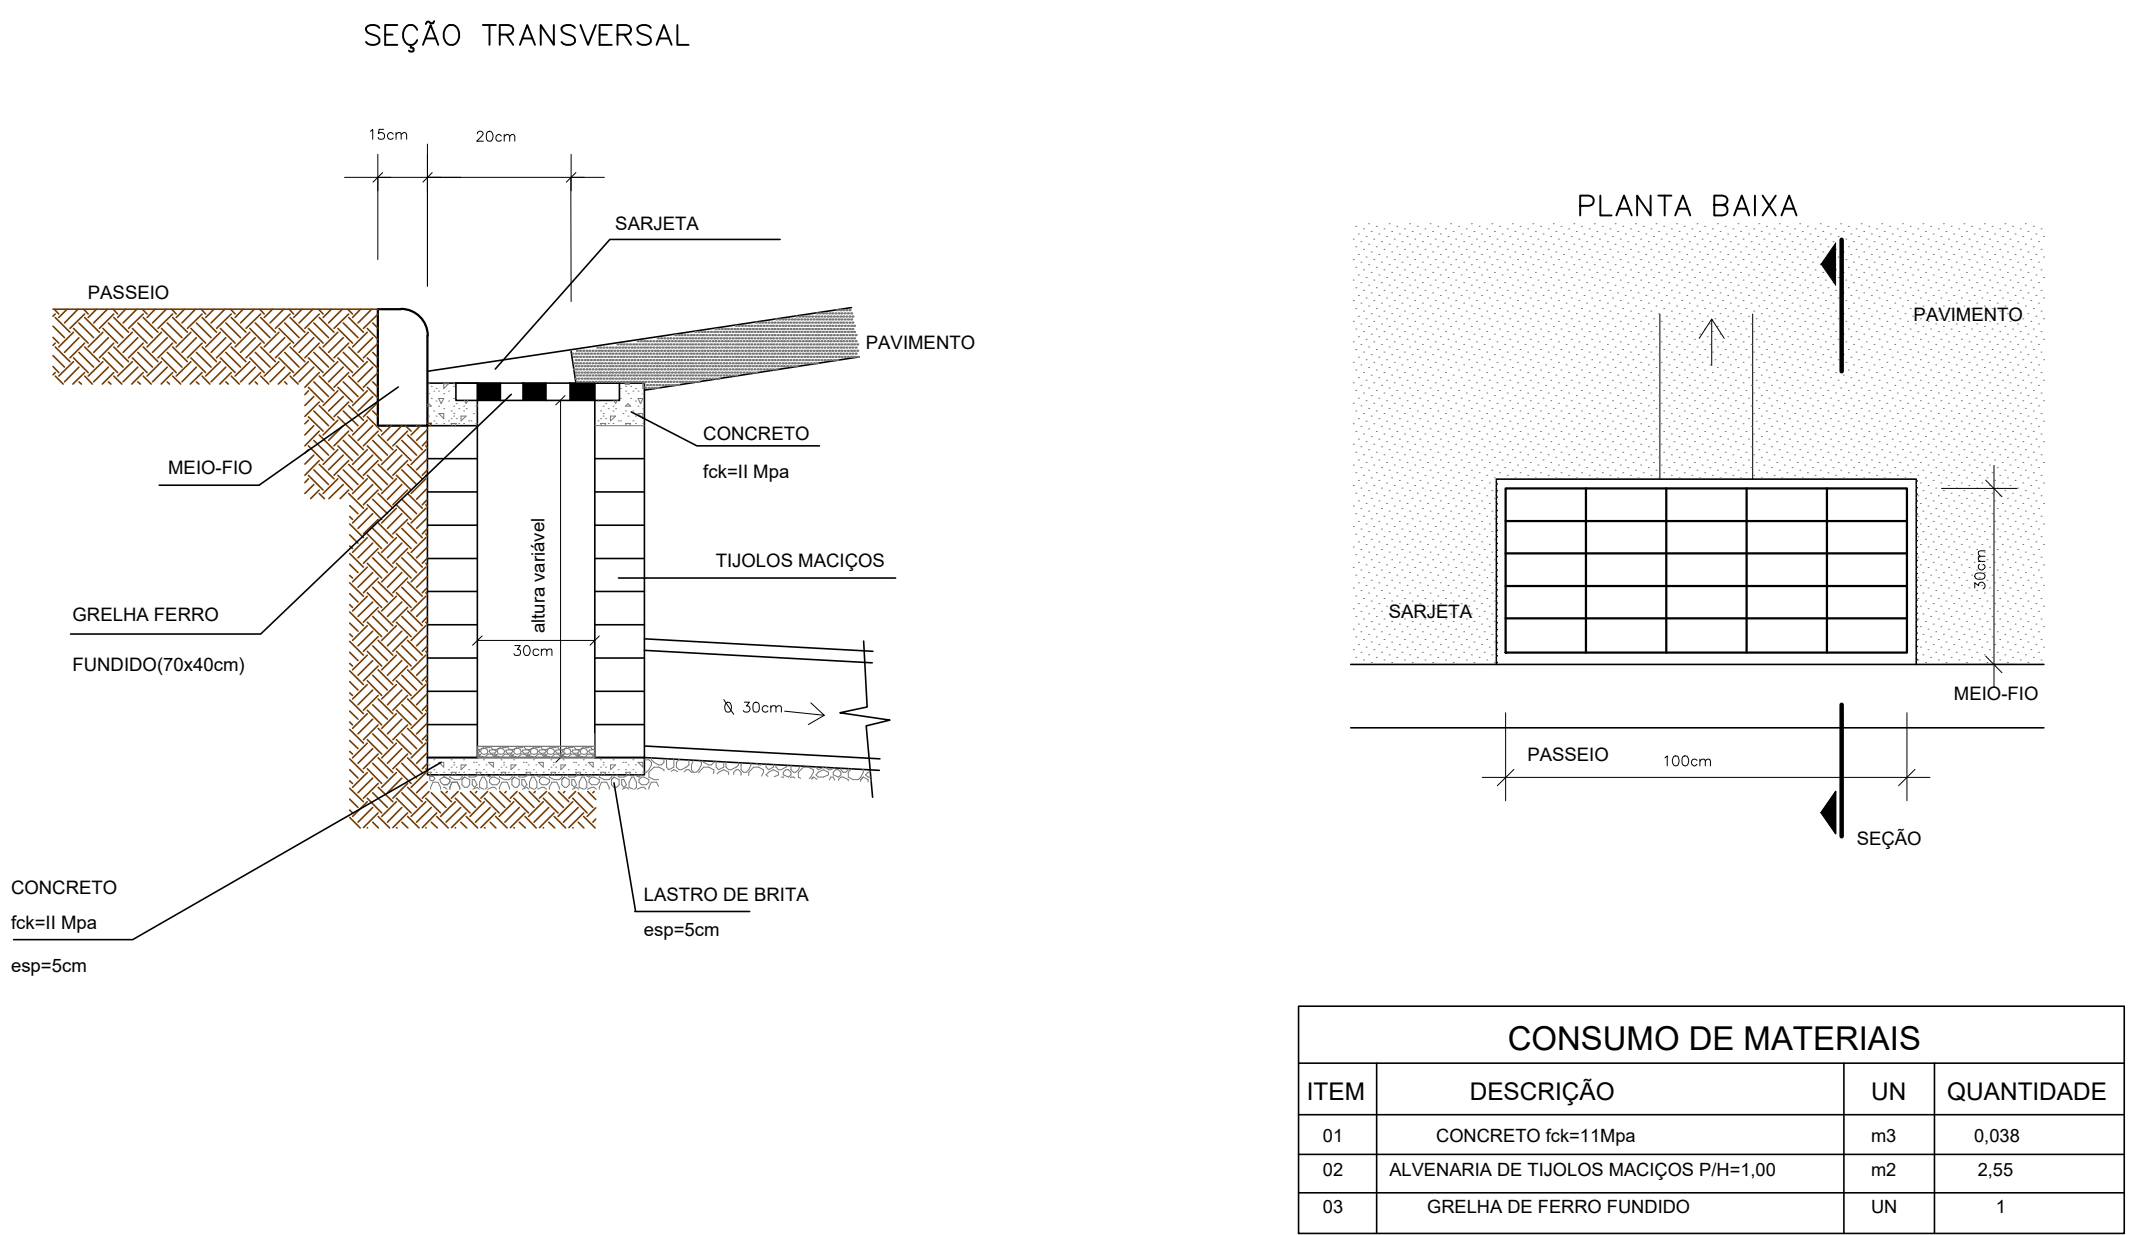 SEÇÃO TRANSVERSAL
15cm
20cm
SARJETA
PASSEIO
PAVIMENTO
CONCRETO
fck=II Mpa
MEIO-FIO
altura variável
TIJOLOS MACIÇOS
GRELHA FERRO
FUNDIDO(70x40cm)
30cm
Ø 30cm
CONCRETO
fck=II Mpa
esp=5cm
LASTRO DE BRITA
esp=5cm
PLANTA BAIXA
PAVIMENTO
30cm
SARJETA
MEIO-FIO
PASSEIO
100cm
SEÇÃO
CONSUMO DE MATERIAIS
ITEM DESCRIÇÃO UN QUANTIDADE
01 CONCRETO fck=11Mpa m3 0,038
02 ALVENARIA DE TIJOLOS MACIÇOS P/H=1,00 m2 2,55
03 GRELHA DE FERRO FUNDIDO UN 1